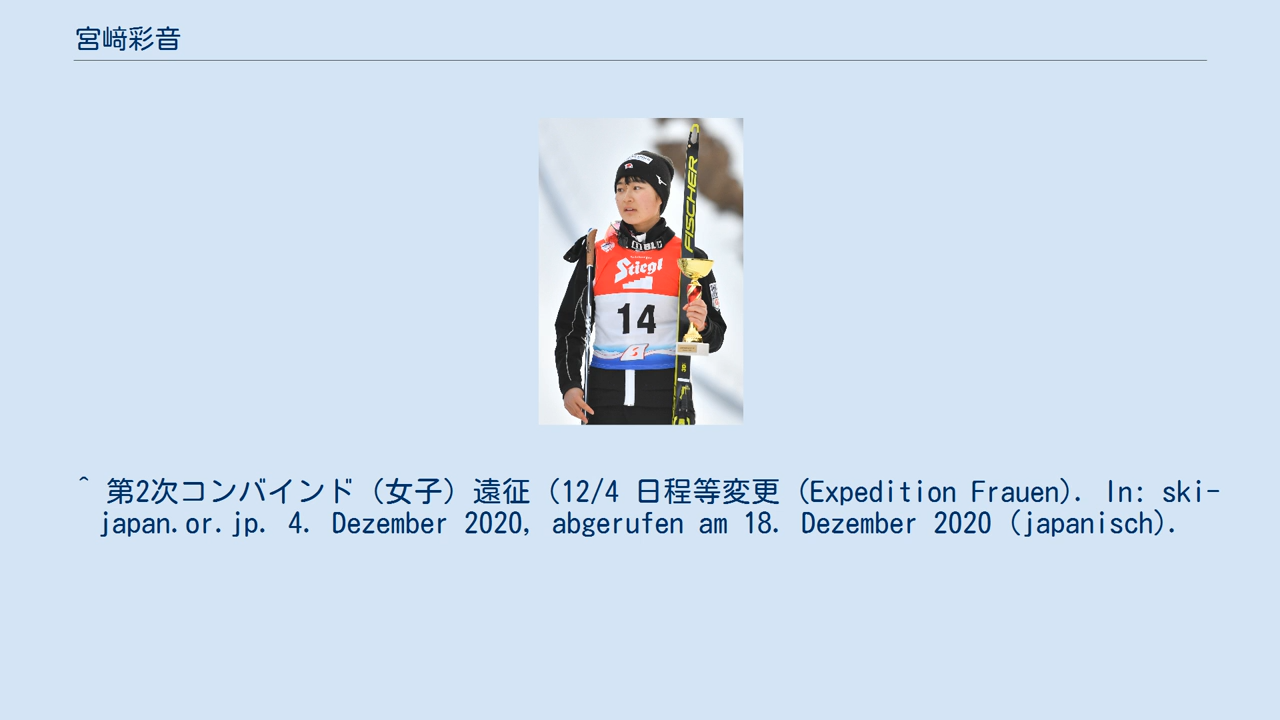 宮﨑彩音
FISCHER
Stiegl
14
^ 第2次コンバインド（女子）遠征（12/4 日程等変更 (Expedition Frauen). In: ski-
japan.or.jp. 4. Dezember 2020, abgerufen am 18. Dezember 2020 (japanisch).